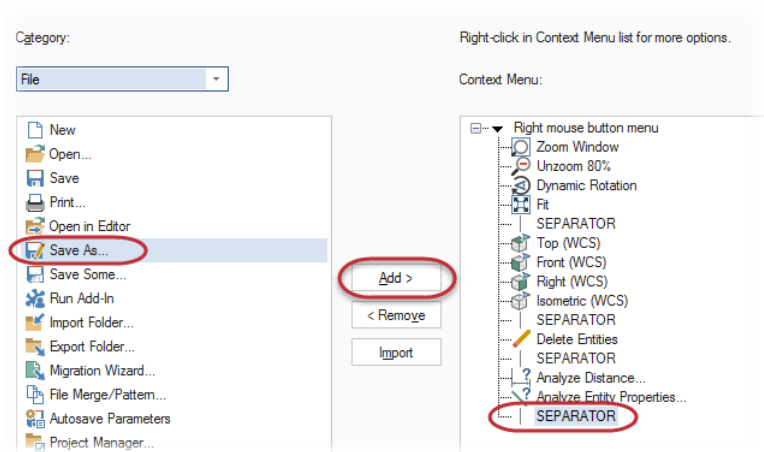 Category:
Right-click in Context Menu list for more options.
File
Context Menu:
New
Open...
Save
Print...
Open in Editor
Save As...
Save Some...
Run Add-In
Import Folder...
Export Folder...
Migration Wizard...
File Merge/Pattern...
Autosave Parameters
Project Manager...
Add >
< Remove
Import
Right mouse button menu
Zoom Window
Unzoom 80%
Dynamic Rotation
Fit
SEPARATOR
Top (WCS)
Front (WCS)
Right (WCS)
Isometric (WCS)
SEPARATOR
Delete Entities
SEPARATOR
Analyze Distance...
Analyze Entity Properties...
SEPARATOR